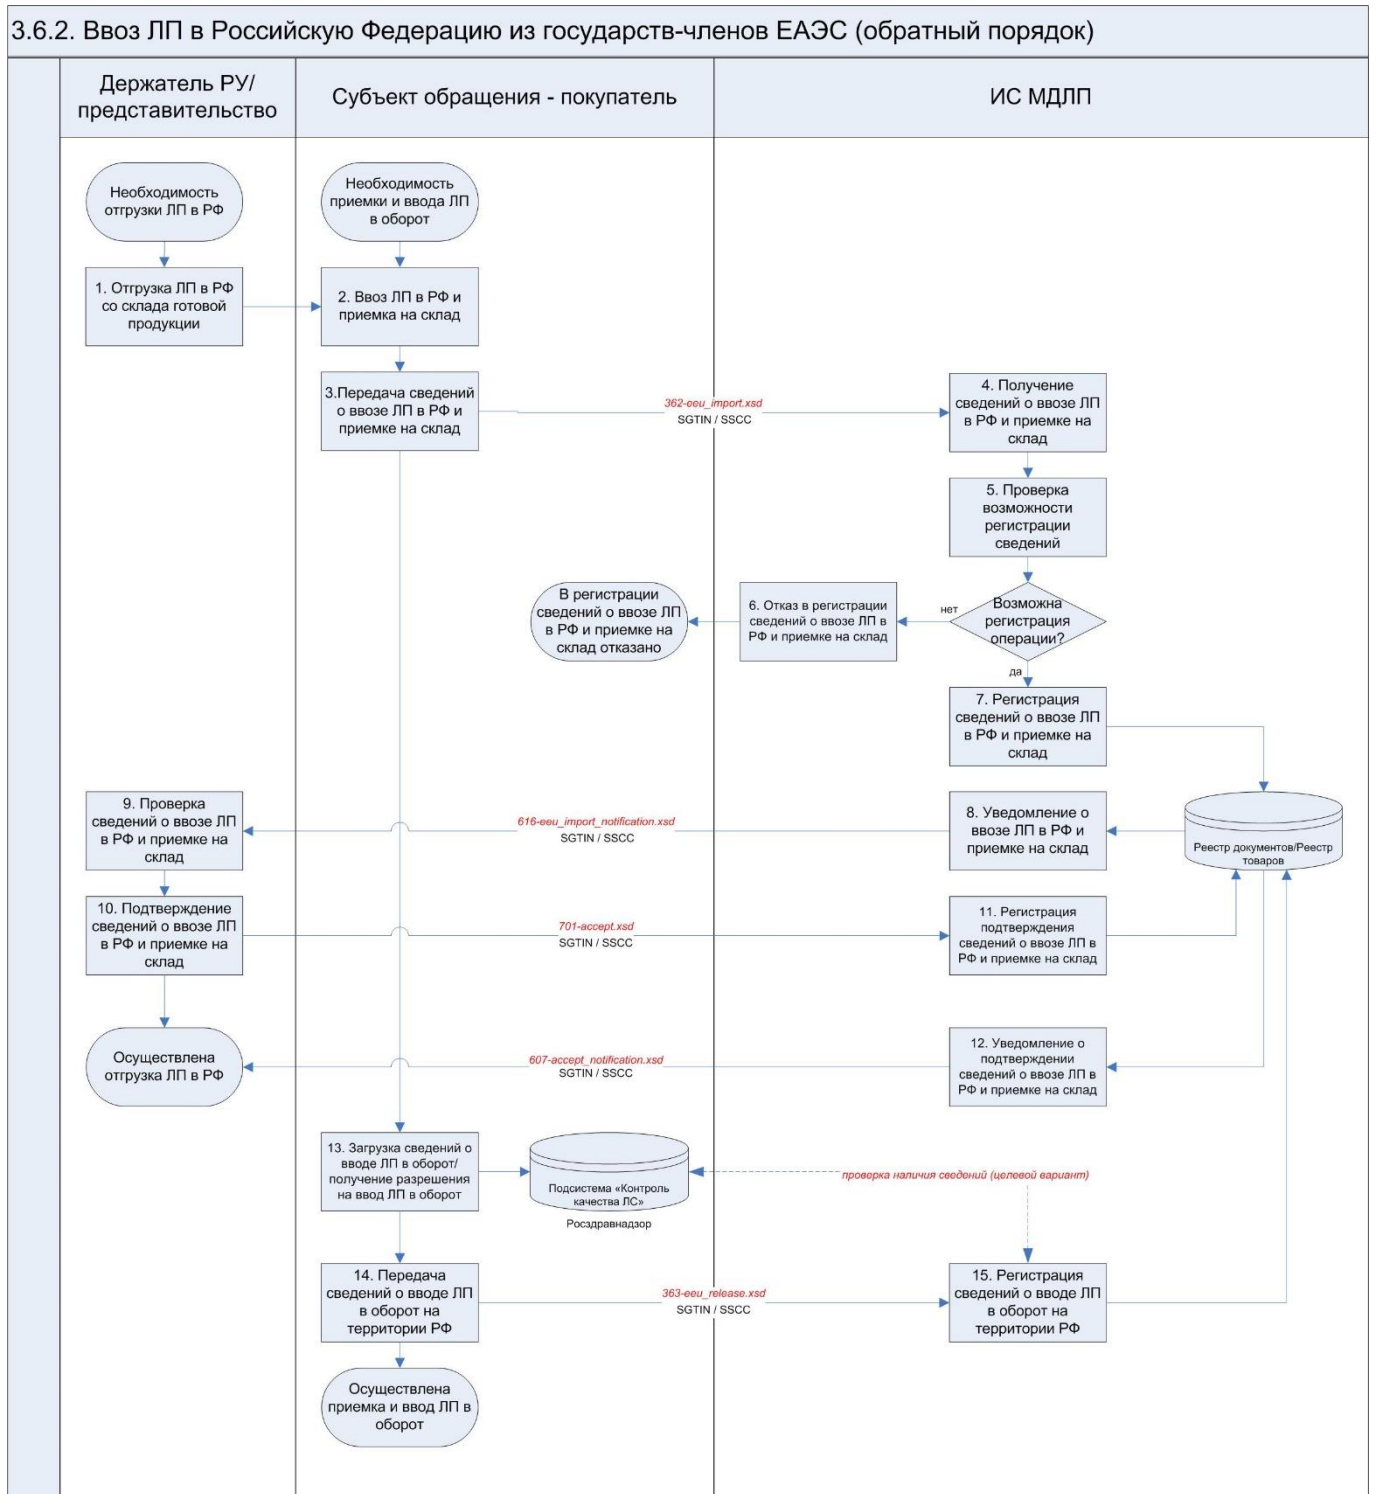 3.6.2. Ввоз ЛП в Российскую Федерацию из государств-членов ЕАЭС (обратный порядок)
Держатель РУ/
представительство
Субъект обращения - покупатель
ИС МДЛП
Необходимость
отгрузки ЛП в РФ
Необходимость
приемки и ввода ЛП
в оборот
1. Отгрузка ЛП в РФ
со склада готовой
продукции
2. Ввоз ЛП в РФ и
приемка на склад
3.Передача сведений
о ввозе ЛП в РФ и
приемке на склад
362-eeu_import.xsd
SGTIN / SSCC
4. Получение
сведений о ввозе ЛП
в РФ и приемке на
склад
5. Проверка
возможности
регистрации
сведений
Возможна
регистрация
операции?
нет
6. Отказ в регистрации
сведений о ввозе ЛП в
РФ и приемке на склад
В регистрации
сведений о ввозе ЛП
в РФ и приемке на
склад отказано
да
7. Регистрация
сведений о ввозе ЛП
в РФ и приемке на
склад
Реестр документов/Реестр
товаров
8. Уведомление о
ввозе ЛП в РФ и
приемке на склад
616-eeu_import_notification.xsd
SGTIN / SSCC
9. Проверка
сведений о ввозе ЛП
в РФ и приемке на
склад
10. Подтверждение
сведений о ввозе ЛП
в РФ и приемке на
склад
701-accept.xsd
SGTIN / SSCC
11. Регистрация
подтверждения
сведений о ввозе ЛП в
РФ и приемке на склад
12. Уведомление о
подтверждении
сведений о ввозе ЛП в
РФ и приемке на склад
607-accept_notification.xsd
SGTIN / SSCC
Осуществлена
отгрузка ЛП в РФ
13. Загрузка сведений о
вводе ЛП в оборот/
получение разрешения
на ввод ЛП в оборот
Подсистема «Контроль
качества ЛС»
Росздравнадзор
проверка наличия сведений (целевой вариант)
14. Передача
сведений о вводе ЛП
в оборот на
территории РФ
363-eeu_release.xsd
SGTIN / SSCC
15. Регистрация
сведений о вводе ЛП
в оборот на
территории РФ
Осуществлена
приемка и ввод ЛП в
оборот